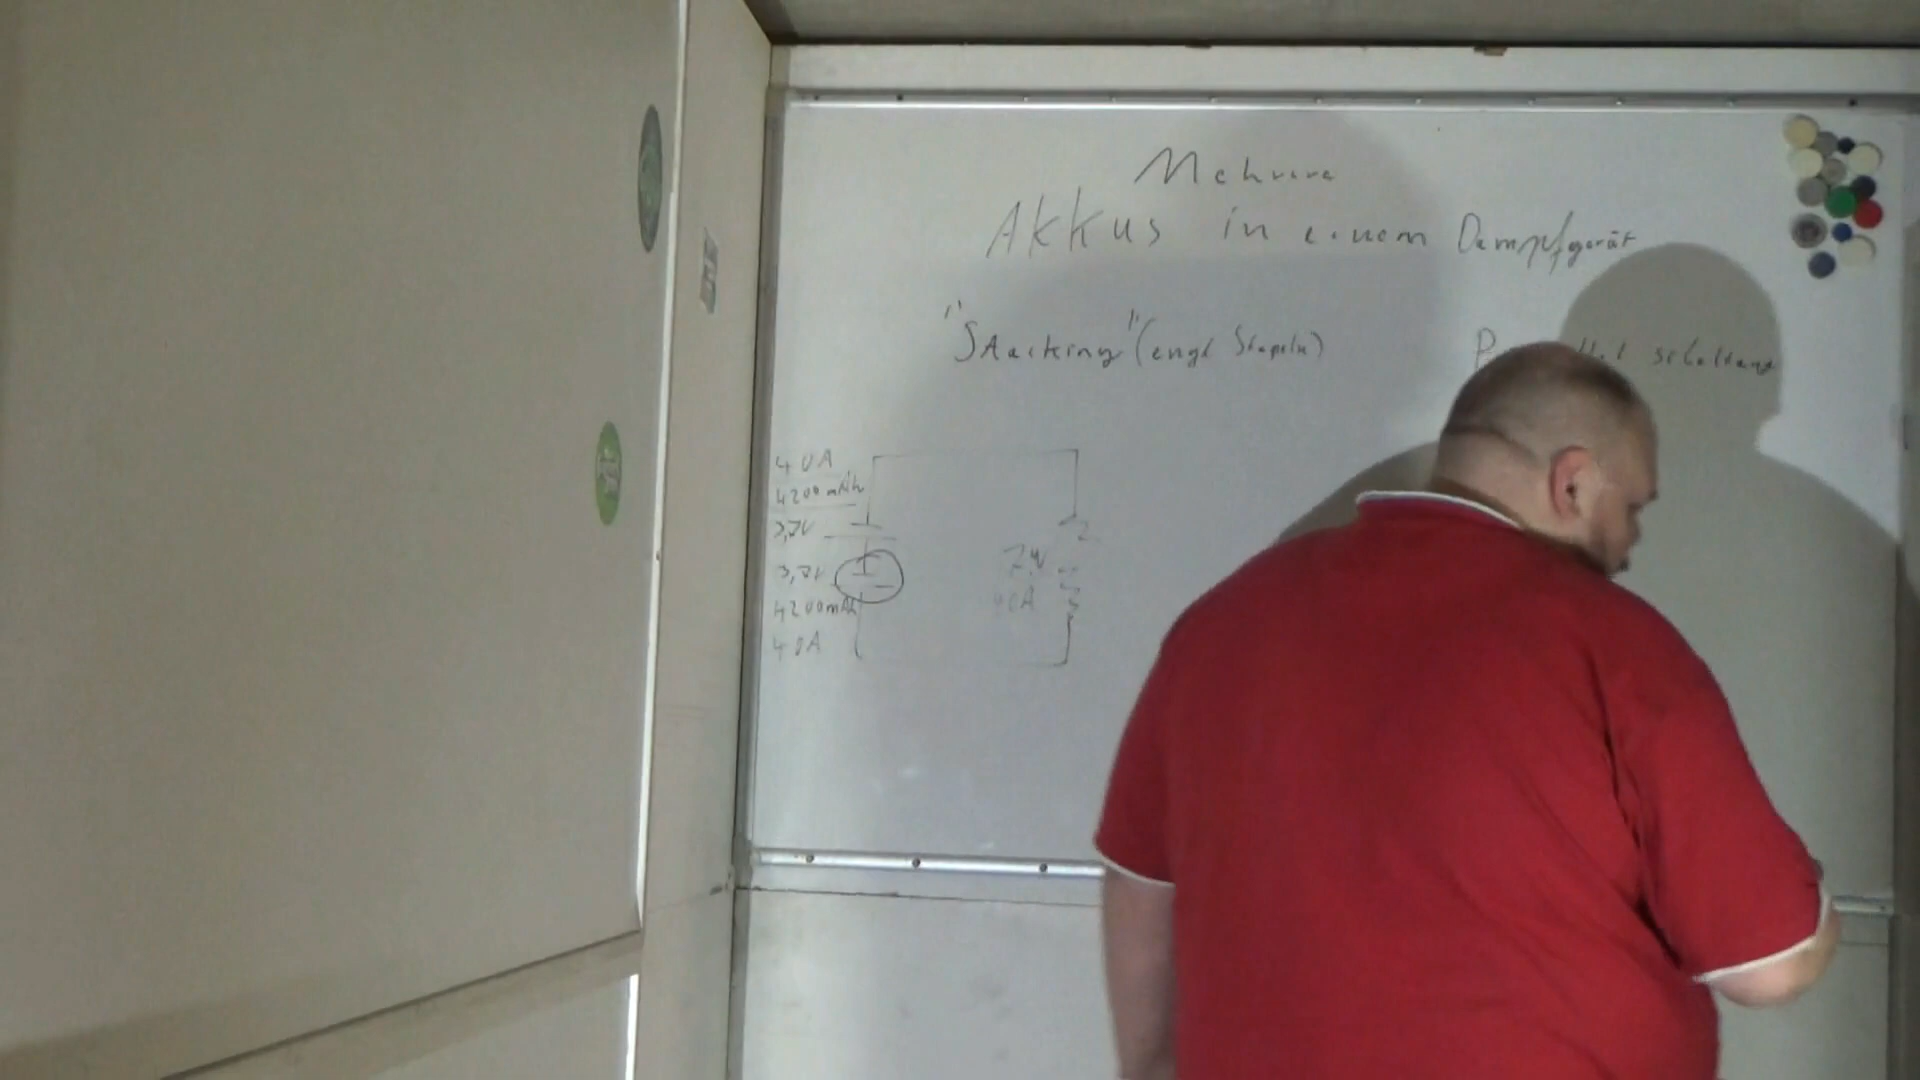 Mehrere
Akkus in einem Dampfgerät
"Stacking" (engl Stapeln)
schaltung
40A
4200mAh
3,7V
3,7V
4200mAh
40A
7,4V
40A